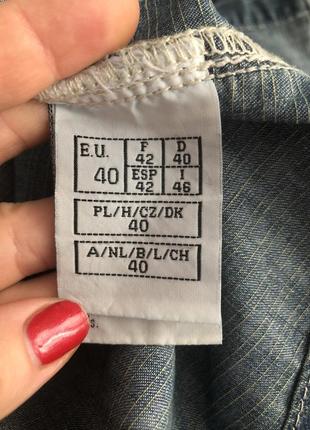 E.U. F D
42 40
40 ESP I
42 46
PL/H/CZ/DK
40
A/NL/B/L/CH
40